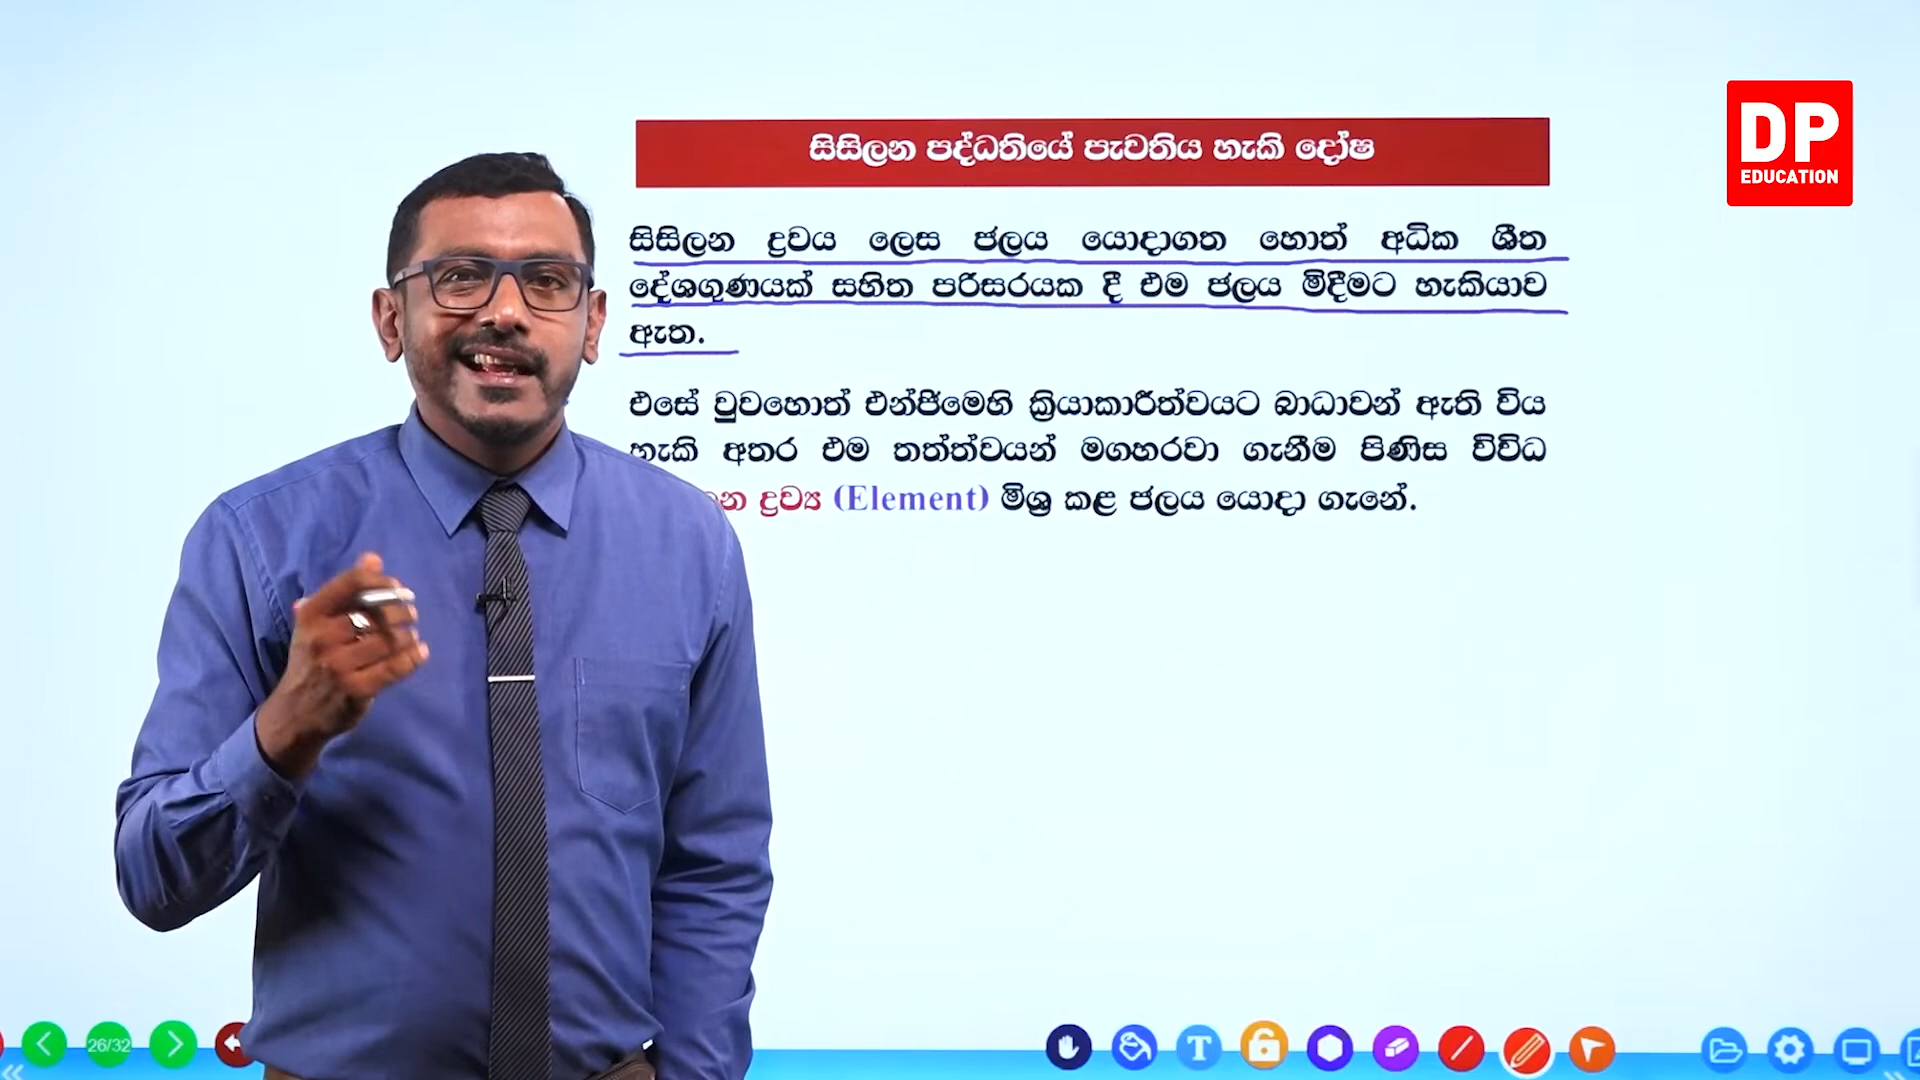 DP
EDUCATION
සිසිලන පද්ධතියේ පැවතිය හැකි දෝෂ
සිසිලන ද්‍රවය ලෙස ජලය යොදාගත හොත් අධික ශීත
දේශගුණයක් සහිත පරිසරයක දී එම ජලය මිදීමට හැකියාව
ඇත.
එසේ වුවහොත් එන්ජිමෙහි ක්‍රියාකාරීත්වයට බාධාවන් ඇති විය
හැකි අතර එම තත්ත්වයන් මගහරවා ගැනීම පිණිස විවිධ
ද්‍රව්‍ය (Element) මිශ්‍ර කළ ජලය යොදා ගැනේ.
26/32